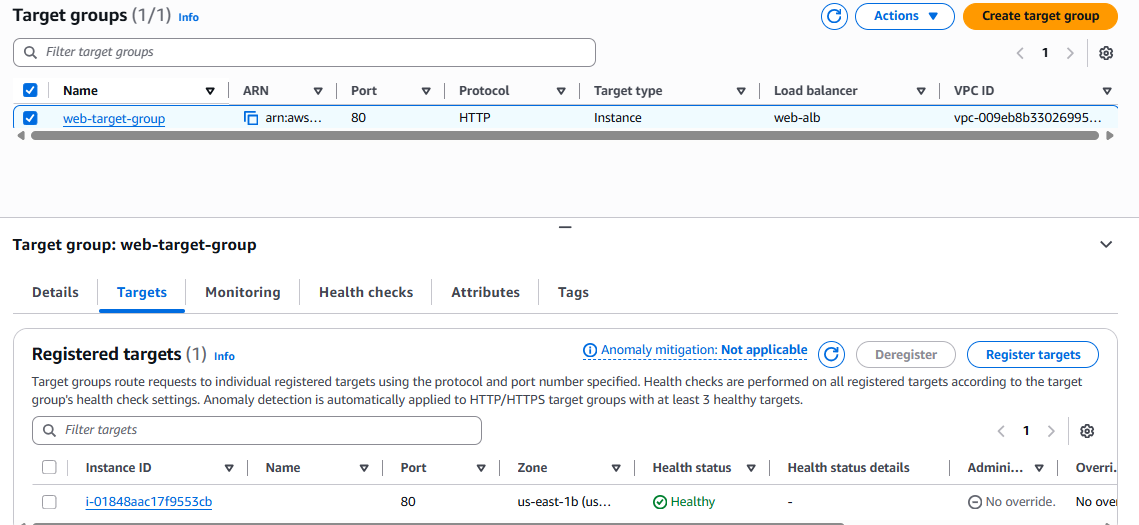 Target groups (1/1) Info
Actions
Create target group
Filter target groups
1
Name ARN Port Protocol Target type Load balancer VPC ID
web-target-group arn:aws... 80 HTTP Instance web-alb vpc-009eb8b33026995...
Target group: web-target-group
Details Targets Monitoring Health checks Attributes Tags
Registered targets (1) Info
Anomaly mitigation: Not applicable
Deregister
Register targets
Target groups route requests to individual registered targets using the protocol and port number specified. Health checks are performed on all registered targets according to the target
group's health check settings. Anomaly detection is automatically applied to HTTP/HTTPS target groups with at least 3 healthy targets.
Filter targets
1
Instance ID Name Port Zone Health status Health status details Admini... Overri.
i-01848aac17f9553cb 80 us-east-1b (us... Healthy - No override. No over